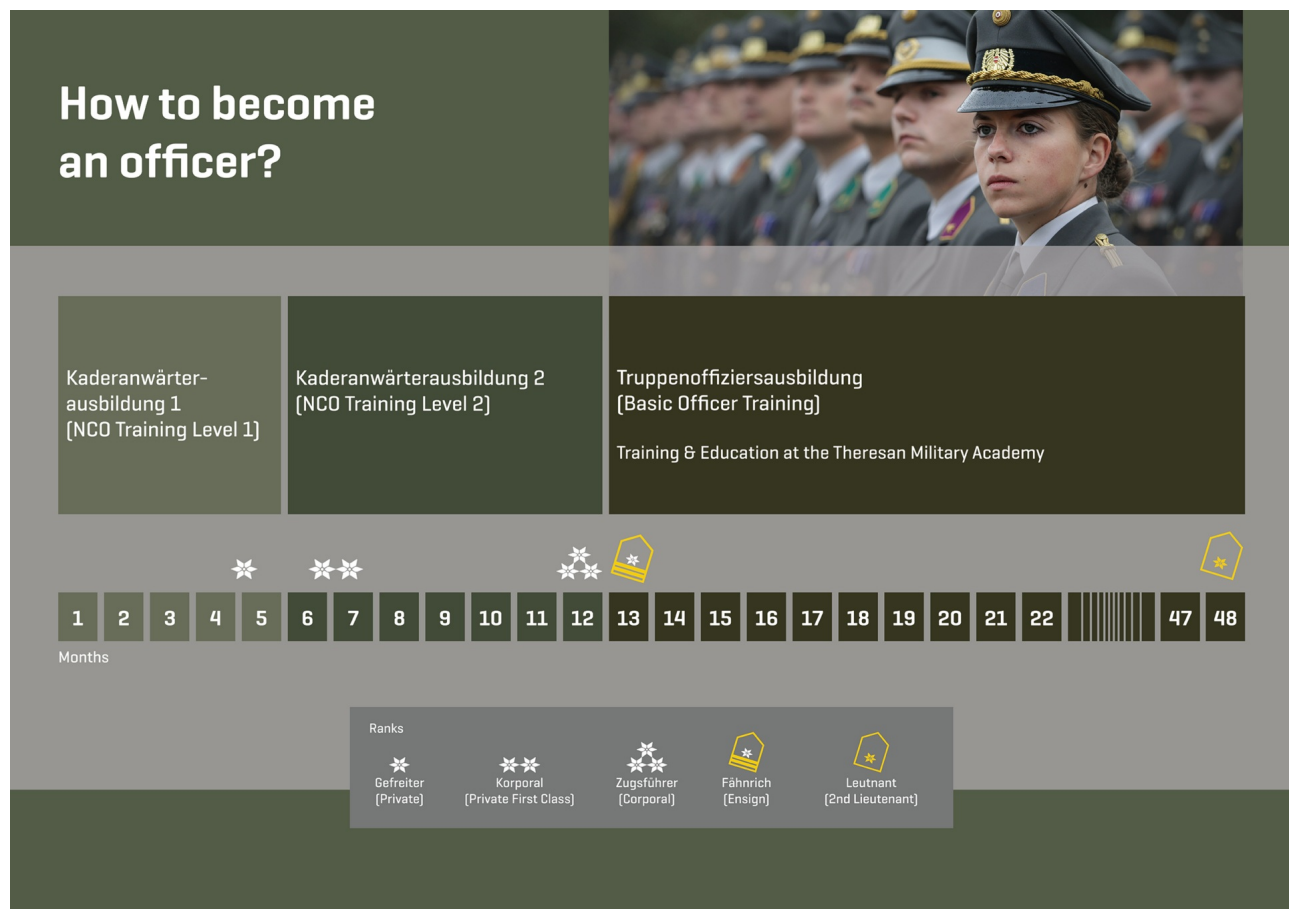 How to become
an officer?
Kaderanwärter-
ausbildung 1
(NCO Training Level 1)
Kaderanwärterausbildung 2
(NCO Training Level 2)
Truppenoffiziersausbildung
(Basic Officer Training)
Training & Education at the Theresan Military Academy
1 2 3 4 5 6 7 8 9 10 11 12 13 14 15 16 17 18 19 20 21 22 47 48
Months
Ranks
Gefreiter
(Private)
Korporal
(Private First Class)
Zugsführer
(Corporal)
Fähnrich
(Ensign)
Leutnant
(2nd Lieutenant)